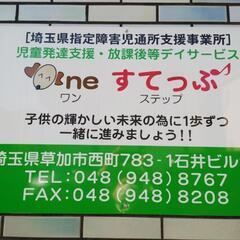 [埼玉県指定障害児通所支援事業所]
児童発達支援・放課後等デイサービス
One すてっぷ
ワン ステップ
子供の輝かしい未来の為に1歩ずつ
一緒に進みましょう!!
埼玉県草加市西町783-1石井ビル
TEL:048(948)8767
FAX:048(948)8208